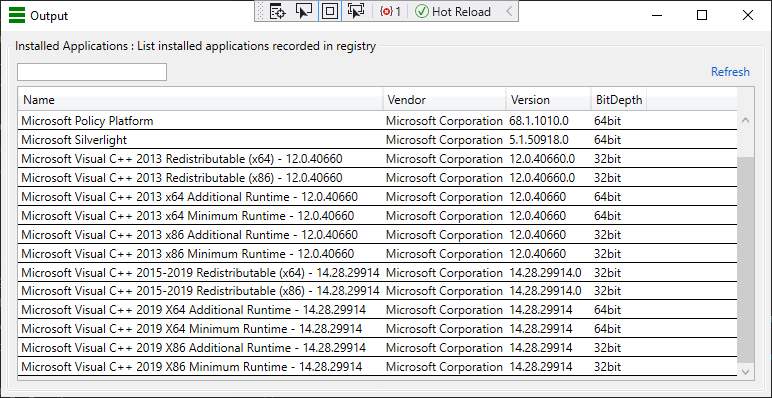 Output
1 Hot Reload
Installed Applications : List installed applications recorded in registry
Refresh
Name Vendor Version BitDepth
Microsoft Policy Platform Microsoft Corporation 68.1.1010.0 64bit
Microsoft Silverlight Microsoft Corporation 5.1.50918.0 64bit
Microsoft Visual C++ 2013 Redistributable (x64) - 12.0.40660 Microsoft Corporation 12.0.40660.0 32bit
Microsoft Visual C++ 2013 Redistributable (x86) - 12.0.40660 Microsoft Corporation 12.0.40660.0 32bit
Microsoft Visual C++ 2013 x64 Additional Runtime - 12.0.40660 Microsoft Corporation 12.0.40660 64bit
Microsoft Visual C++ 2013 x64 Minimum Runtime - 12.0.40660 Microsoft Corporation 12.0.40660 64bit
Microsoft Visual C++ 2013 x86 Additional Runtime - 12.0.40660 Microsoft Corporation 12.0.40660 32bit
Microsoft Visual C++ 2013 x86 Minimum Runtime - 12.0.40660 Microsoft Corporation 12.0.40660 32bit
Microsoft Visual C++ 2015-2019 Redistributable (x64) - 14.28.29914 Microsoft Corporation 14.28.29914.0 32bit
Microsoft Visual C++ 2015-2019 Redistributable (x86) - 14.28.29914 Microsoft Corporation 14.28.29914.0 32bit
Microsoft Visual C++ 2019 X64 Additional Runtime - 14.28.29914 Microsoft Corporation 14.28.29914 64bit
Microsoft Visual C++ 2019 X64 Minimum Runtime - 14.28.29914 Microsoft Corporation 14.28.29914 64bit
Microsoft Visual C++ 2019 X86 Additional Runtime - 14.28.29914 Microsoft Corporation 14.28.29914 32bit
Microsoft Visual C++ 2019 X86 Minimum Runtime - 14.28.29914 Microsoft Corporation 14.28.29914 32bit